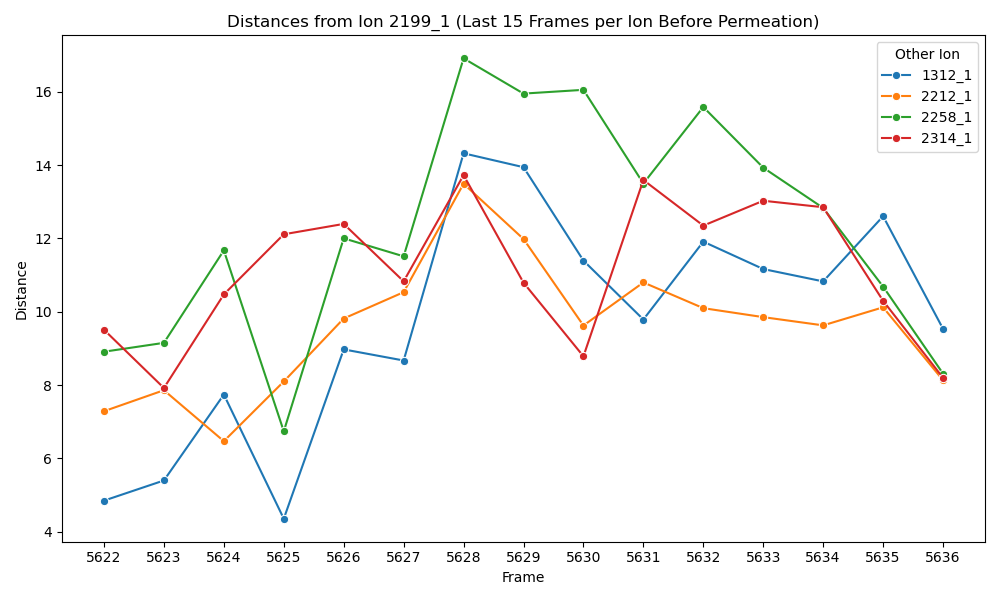 Distances from Ion 2199_1 (Last 15 Frames per Ion Before Permeation)
Other Ion
1312_1
2212_1
2258_1
2314_1
Distance
16
14
12
10
8
6
4
5622 5623 5624 5625 5626 5627 5628 5629 5630 5631 5632 5633 5634 5635 5636
Frame